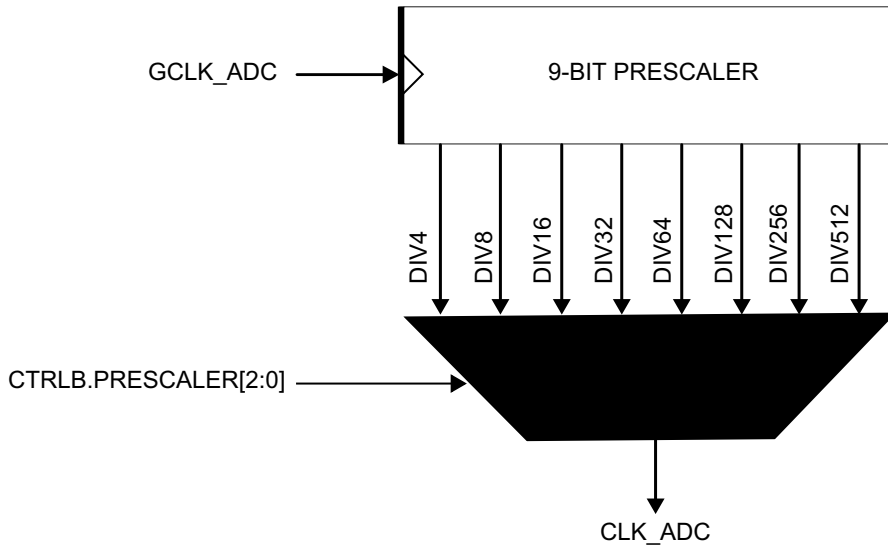 GCLK_ADC
9-BIT PRESCALER
DIV4
DIV8
DIV16
DIV32
DIV64
DIV128
DIV256
DIV512
CTRLB.PRESCALER[2:0]
CLK_ADC